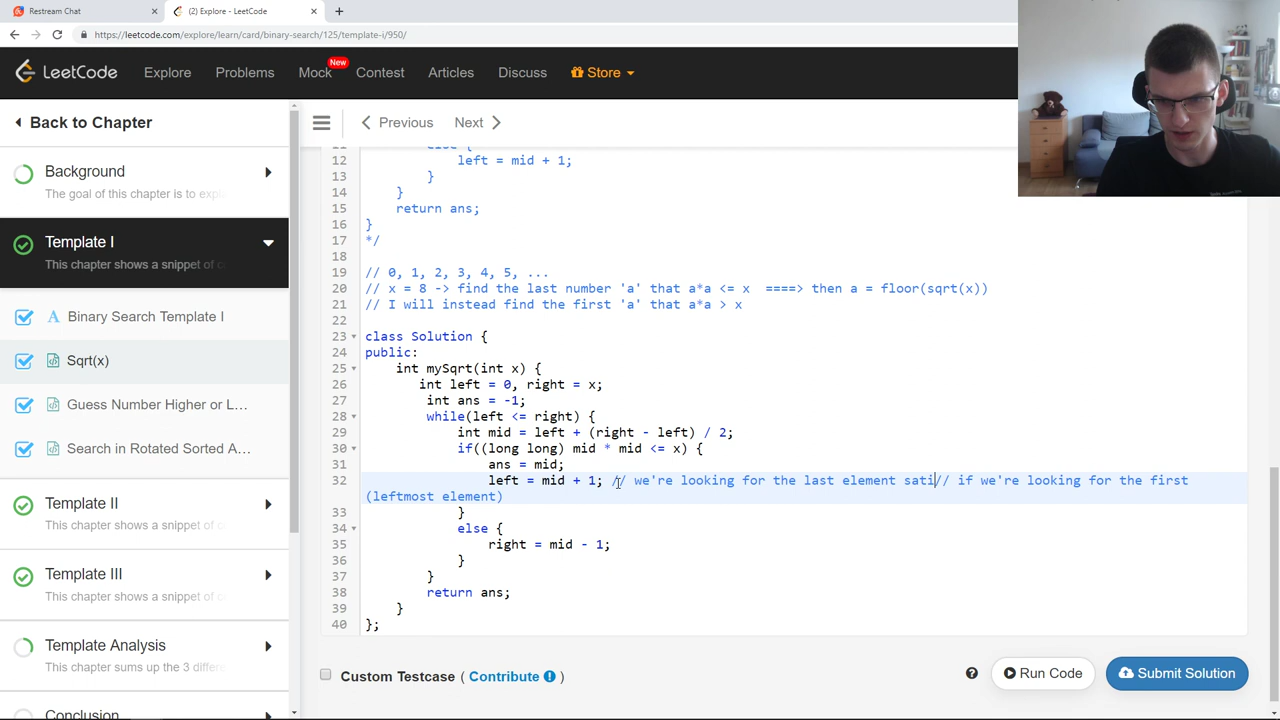 Restream Chat
(2) Explore - LeetCode
https://leetcode.com/explore/learn/card/binary-search/125/template-i/950/
LeetCode
Explore
Problems
Mock
New
Contest
Articles
Discuss
Store
Back to Chapter
Previous
Next
Background
The goal of this chapter is to
Template I
This chapter shows a snippet of
Binary Search Template I
Sqrt(x)
Guess Number Higher or L...
Search in Rotated Sorted A...
Template II
This chapter shows a snippet of
Template III
This chapter shows a snippet of
Template Analysis
This chapter sums up the 3
Conclusion
else {
12 left = mid + 1;
13 }
14 }
15 return ans;
16 }
17 */
18
19 // 0, 1, 2, 3, 4, 5, ...
20 // x = 8 -> find the last number 'a' that a*a <= x ====> then a = floor(sqrt(x))
21 // I will instead find the first 'a' that a*a > x
22
23 class Solution {
24 public:
25 int mySqrt(int x) {
26 int left = 0, right = x;
27 int ans = -1;
28 while(left <= right) {
29 int mid = left + (right - left) / 2;
30 if((long long) mid * mid <= x) {
31 ans = mid;
32 left = mid + 1; // we're looking for the last element sati// if we're looking for the first
(leftmost element)
33 }
34 else {
35 right = mid - 1;
36 }
37 }
38 return ans;
39 }
40 };
Custom Testcase ( Contribute )
Run Code
Submit Solution